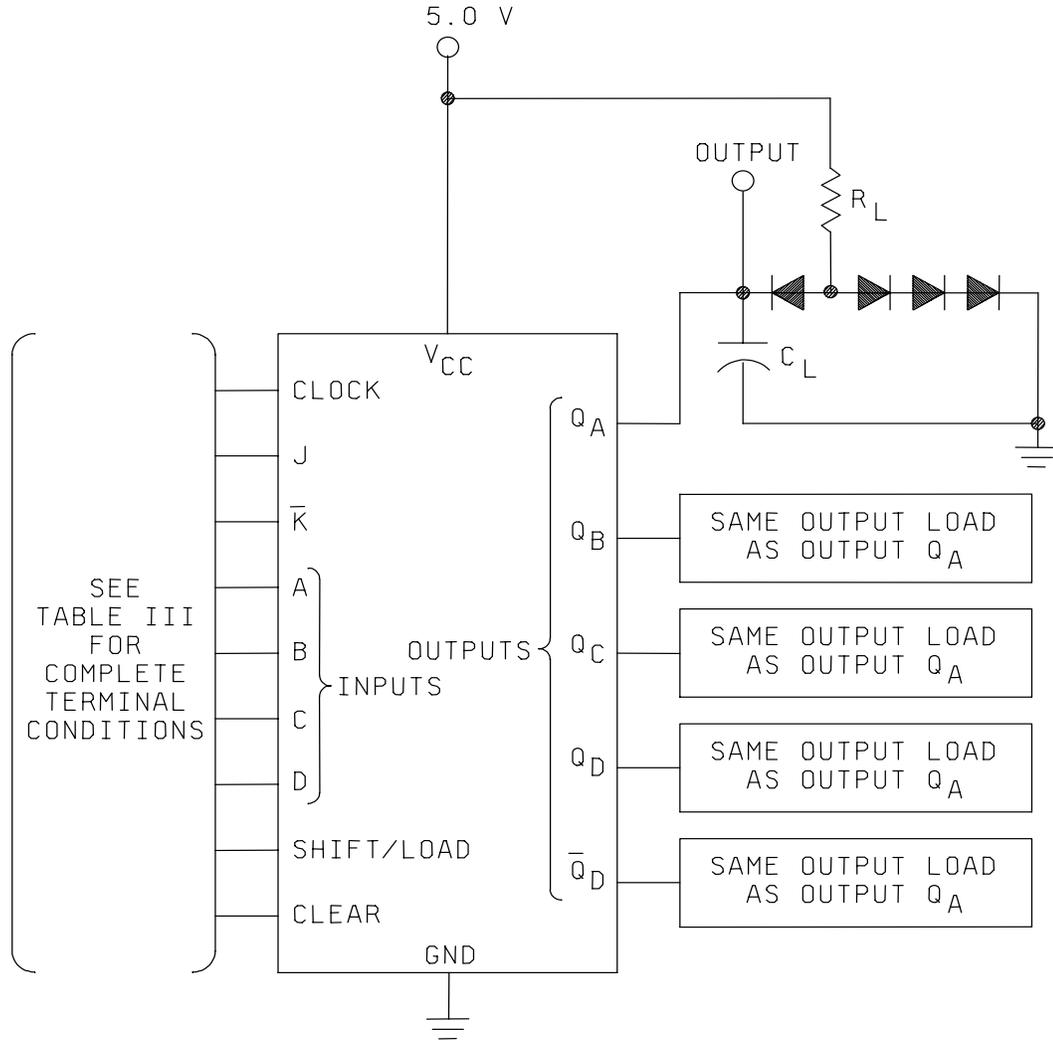 5.0 V
OUTPUT
R L
C L
V CC
CLOCK
J
K̅
A
B
C
D
INPUTS
SHIFT/LOAD
CLEAR
GND
OUTPUTS
Q A
Q B
Q C
Q D
Q̅ D
SEE
TABLE III
FOR
COMPLETE
TERMINAL
CONDITIONS
SAME OUTPUT LOAD
AS OUTPUT Q A
SAME OUTPUT LOAD
AS OUTPUT Q A
SAME OUTPUT LOAD
AS OUTPUT Q A
SAME OUTPUT LOAD
AS OUTPUT Q A